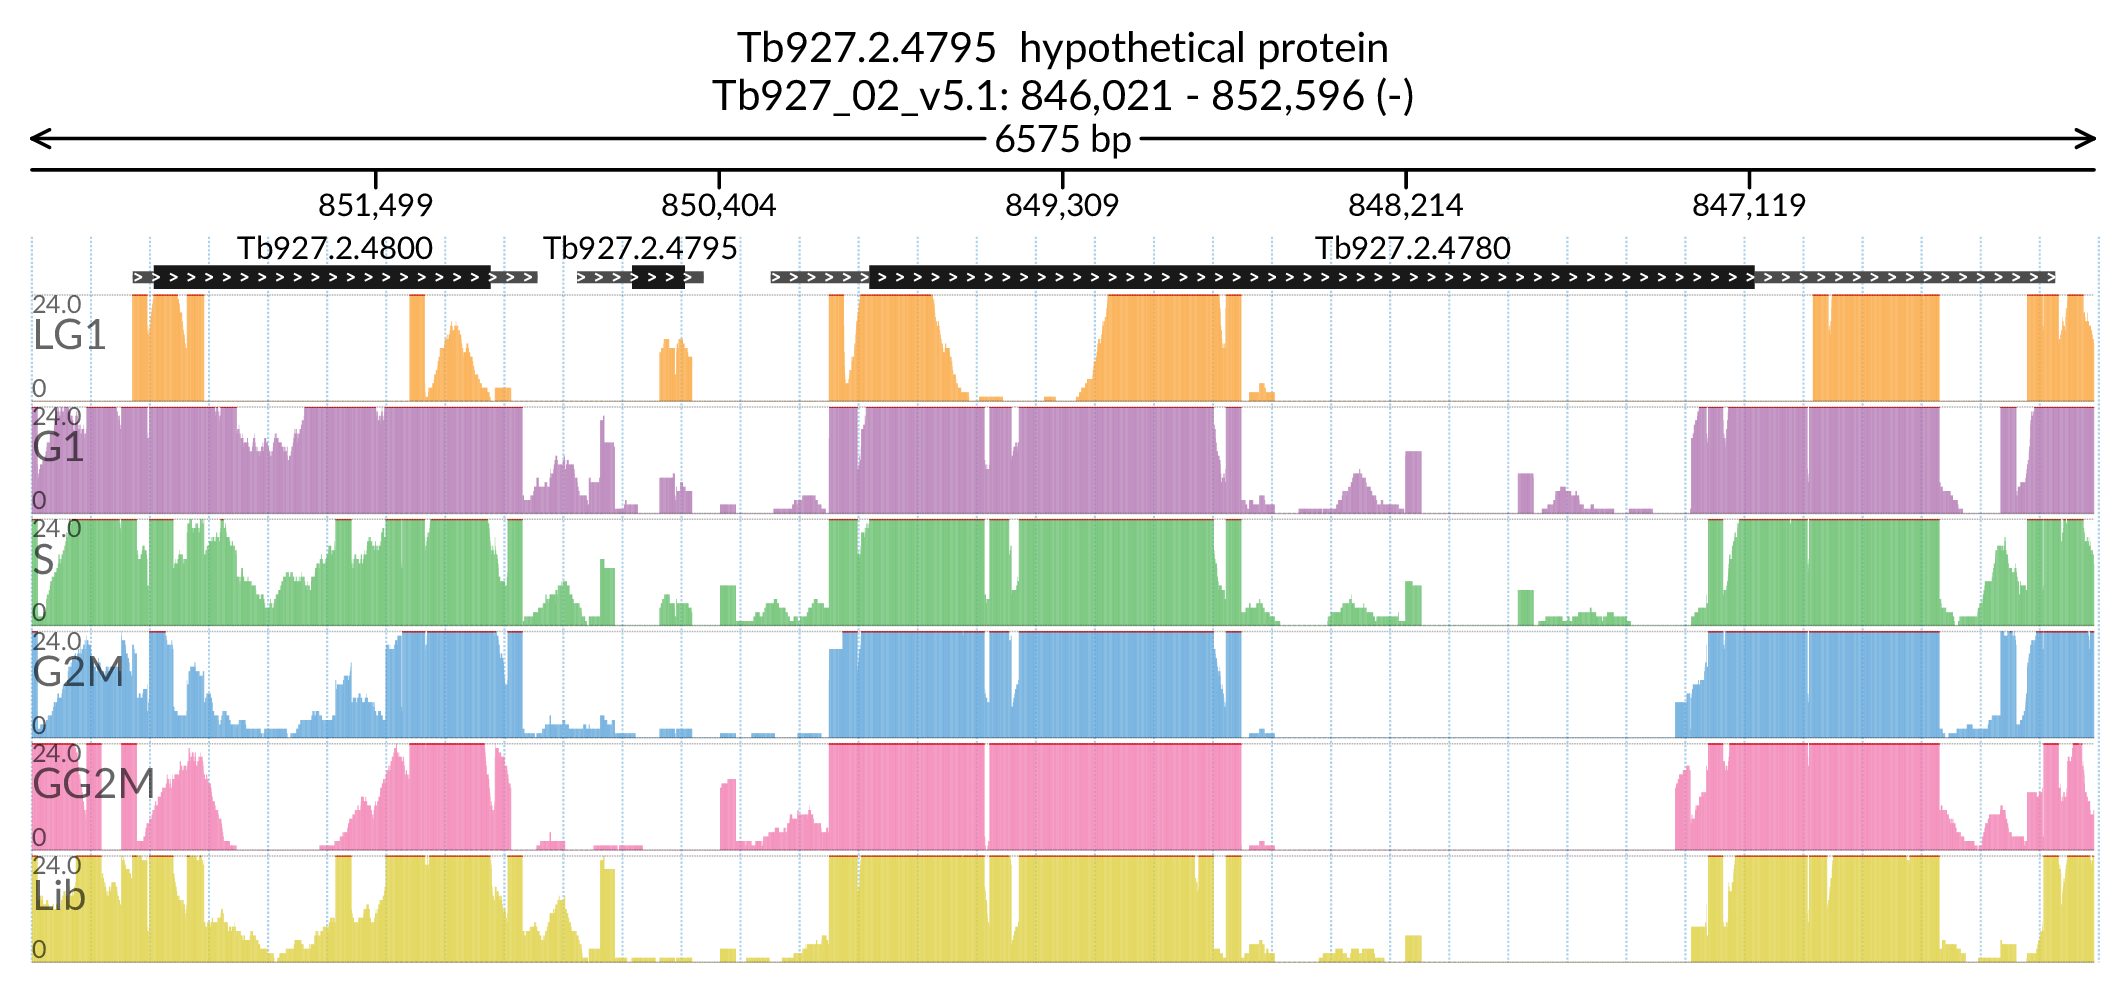 Tb927.2.4795 hypothetical protein
Tb927_02_v5.1: 846,021 - 852,596 (-)
6575 bp
851,499 850,404 849,309 848,214 847,119
Tb927.2.4800 Tb927.2.4795 Tb927.2.4780
24.0
LG1
0
24.0
G1
0
24.0
S
0
24.0
G2M
0
24.0
GG2M
0
24.0
Lib
0